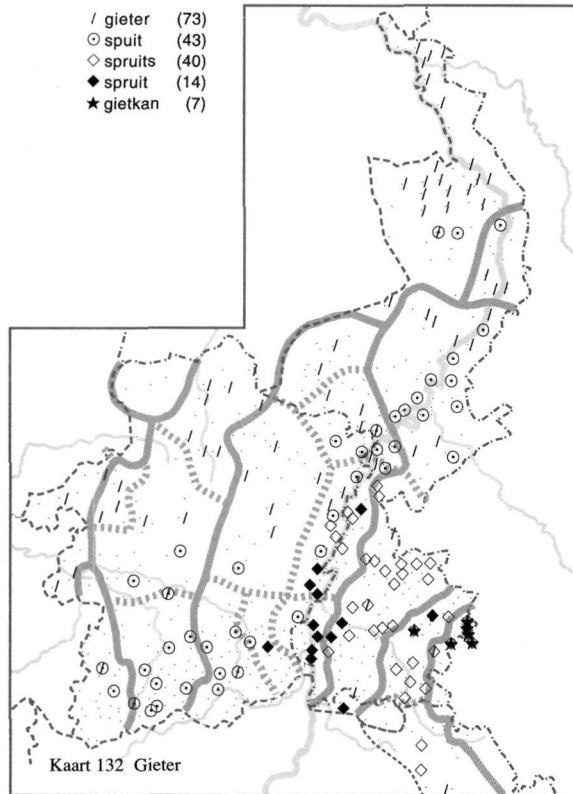 gieter (73)
spuit (43)
spruits (40)
spruit (14)
gietkan (7)
Kaart 132 Gieter